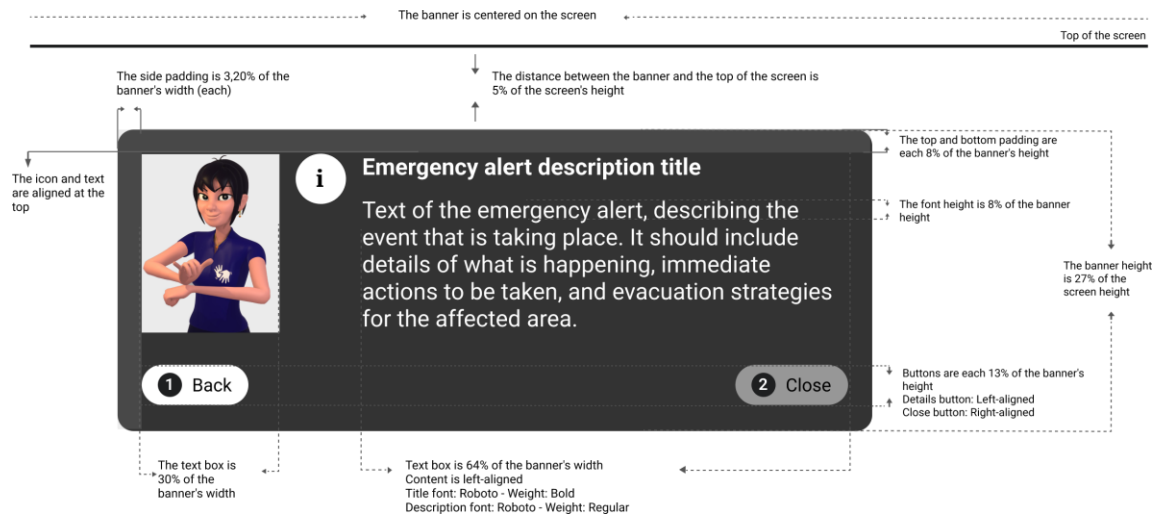 The banner is centered on the screen
Top of the screen
The side padding is 3,20% of the
banner's width (each)
The distance between the banner and the top of the screen is
5% of the screen's height
The top and bottom padding are
each 8% of the banner's height
The icon and text
are aligned at the
top
i
Emergency alert description title
Text of the emergency alert, describing the
event that is taking place. It should include
details of what is happening, immediate
actions to be taken, and evacuation strategies
for the affected area.
The font height is 8% of the banner
height
The banner height
is 27% of the
screen height
1 Back
2 Close
Buttons are each 13% of the banner's
height
Details button: Left-aligned
Close button: Right-aligned
The text box is
30% of the
banner's width
Text box is 64% of the banner's width
Content is left-aligned
Title font: Roboto - Weight: Bold
Description font: Roboto - Weight: Regular